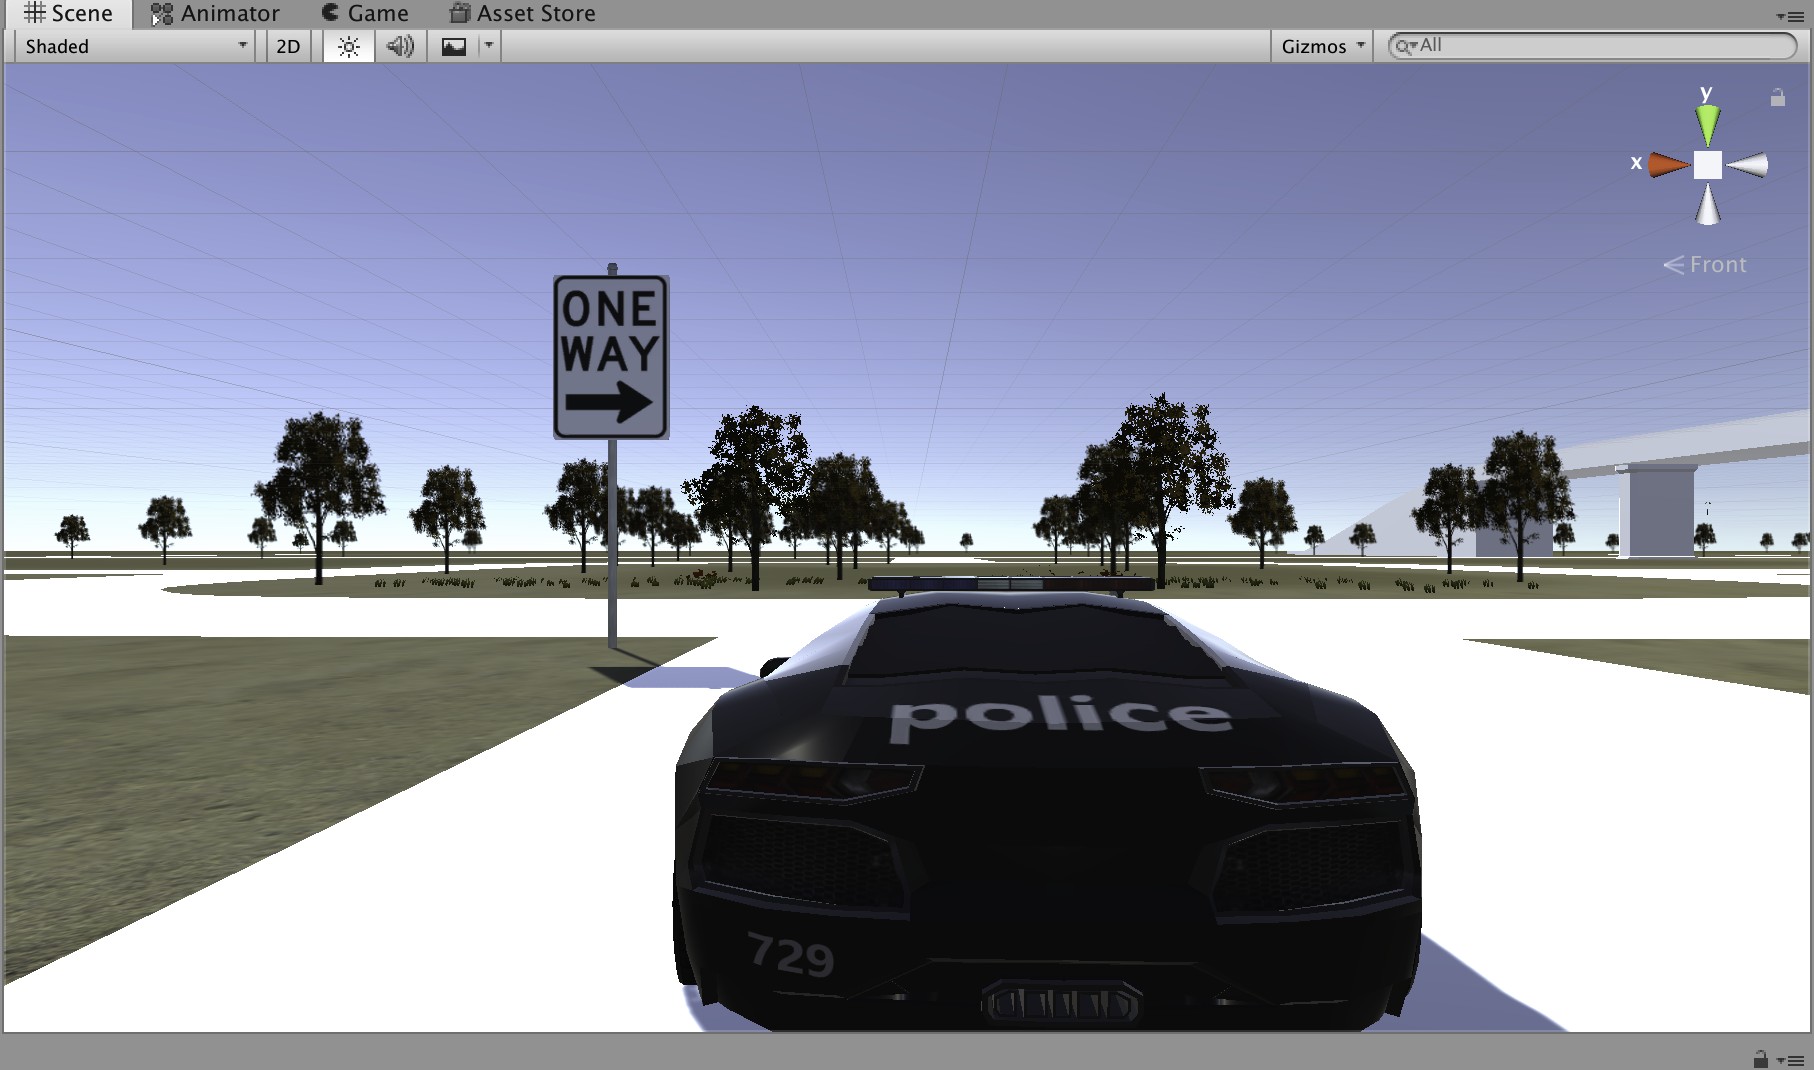 Scene Animator Game Asset Store
Shaded 2D Gizmos All
y
x
Front
ONE
WAY
police
729